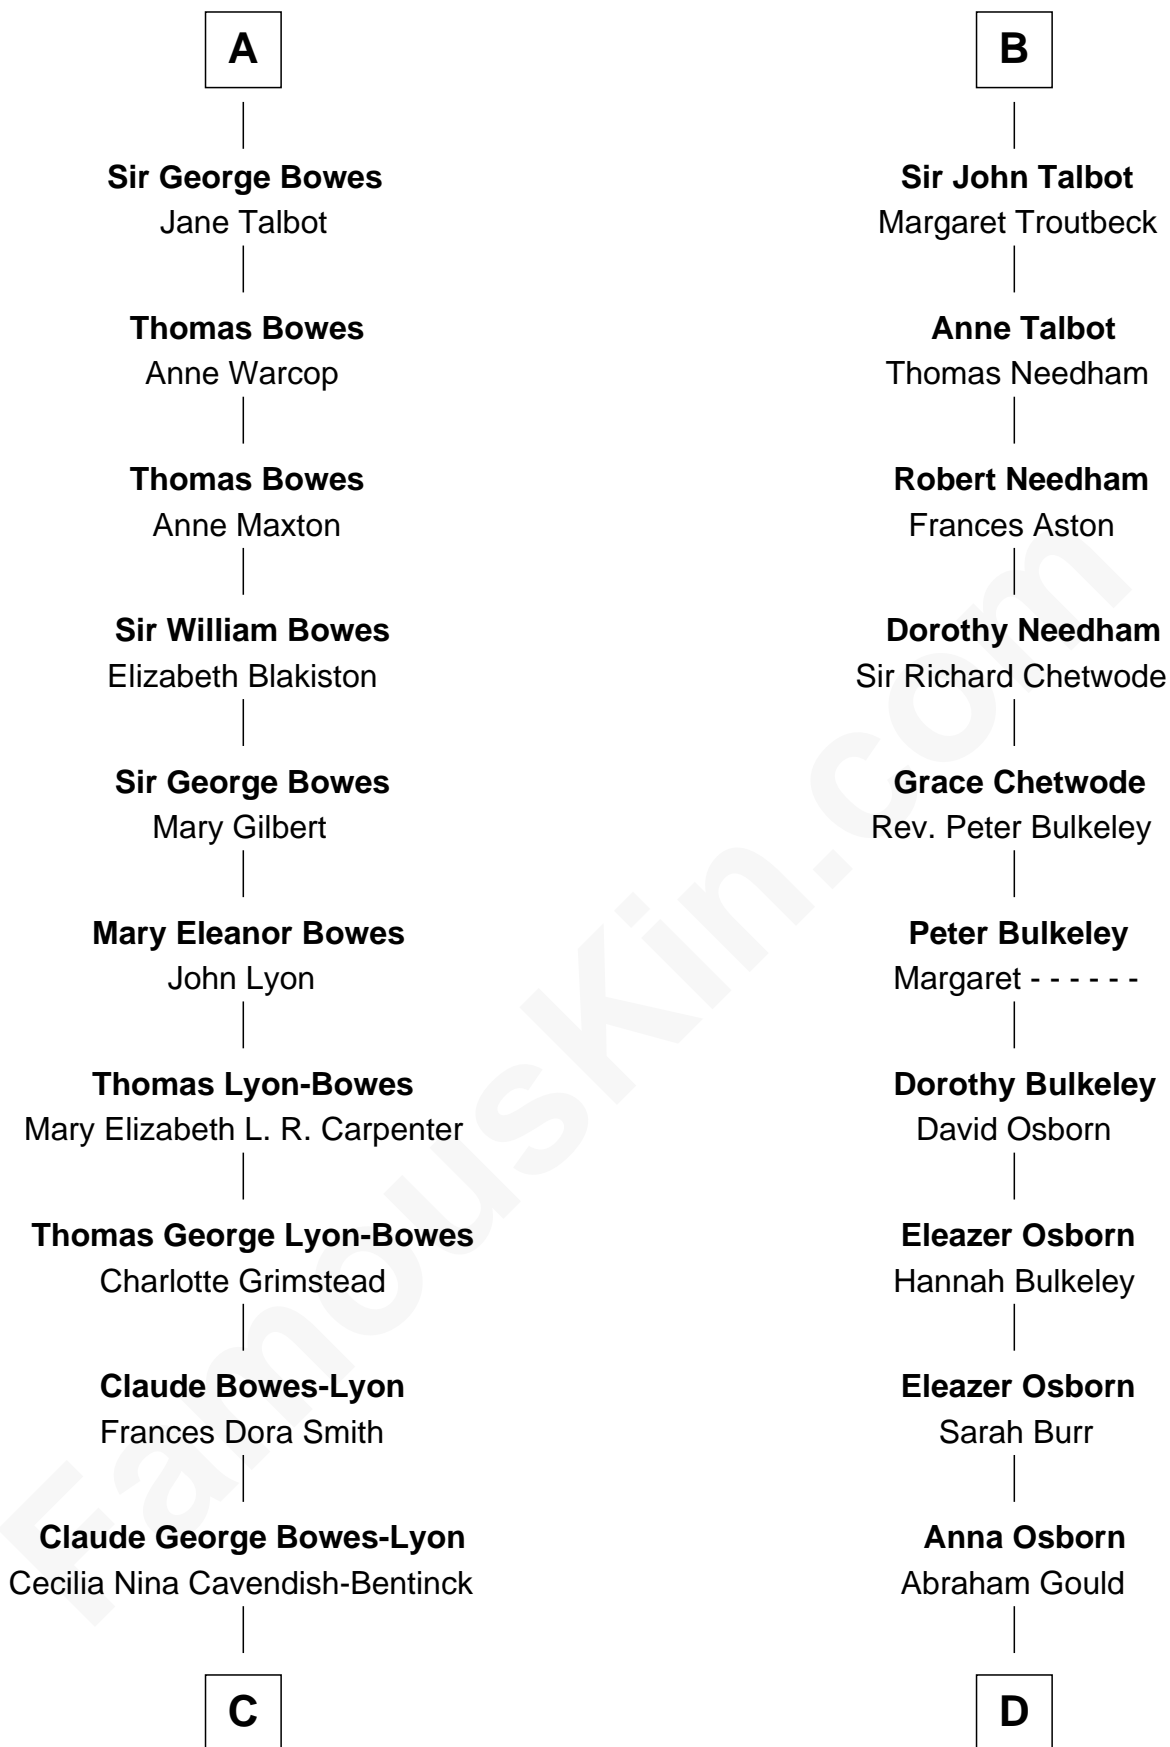 A
Sir George Bowes
Jane Talbot
Thomas Bowes
Anne Warcop
Thomas Bowes
Anne Maxton
Sir William Bowes
Elizabeth Blakiston
Sir George Bowes
Mary Gilbert
Mary Eleanor Bowes
John Lyon
Thomas Lyon-Bowes
Mary Elizabeth L. R. Carpenter
Thomas George Lyon-Bowes
Charlotte Grimstead
Claude Bowes-Lyon
Frances Dora Smith
Claude George Bowes-Lyon
Cecilia Nina Cavendish-Bentinck
C
B
Sir John Talbot
Margaret Troutbeck
Anne Talbot
Thomas Needham
Robert Needham
Frances Aston
Dorothy Needham
Sir Richard Chetwode
Grace Chetwode
Rev. Peter Bulkeley
Peter Bulkeley
Margaret - - - - - -
Dorothy Bulkeley
David Osborn
Eleazer Osborn
Hannah Bulkeley
Eleazer Osborn
Sarah Burr
Anna Osborn
Abraham Gould
D
FamousKin.com